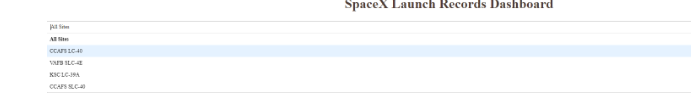 SpaceX Launch Records Dashboard
All Sites
All Sites
CCAFS LC-40
VAFB SLC-4E
KSC LC-39A
CCAFS SLC-40